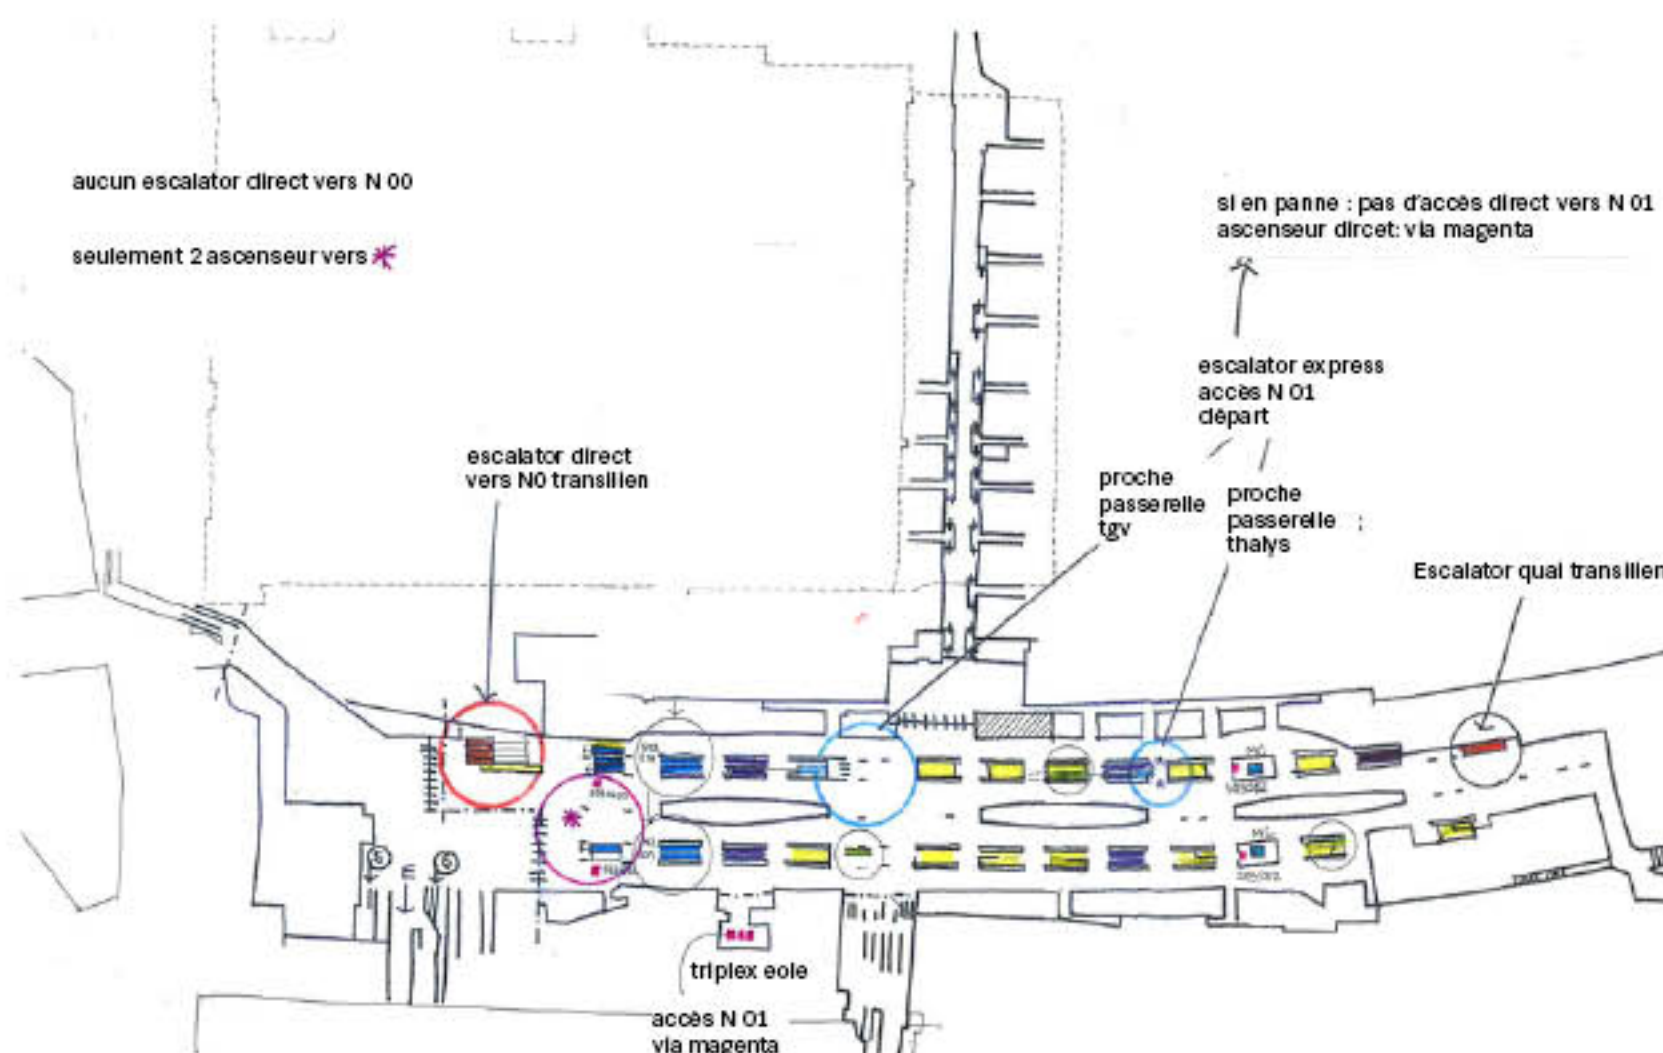 aucun escalator direct vers N 00
seulement 2 ascenseur vers
si en panne : pas d'accès direct vers N 01
ascenseur dircet: via magenta
escalator express
accès N 01
départ
escalator direct
vers N0 transilien
proche
passerelle
tgv
proche
passerelle ;
thalys
Escalator quai transilien
triplex eole
accès N 01
via magenta